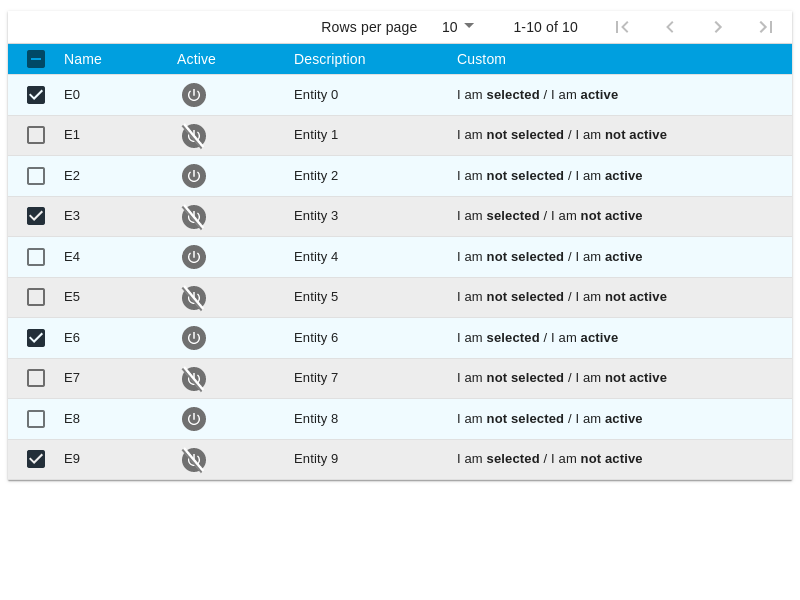 Rows per page 10 1-10 of 10
Name Active Description Custom
E0 Entity 0 I am selected / I am active
E1 Entity 1 I am not selected / I am not active
E2 Entity 2 I am not selected / I am active
E3 Entity 3 I am selected / I am not active
E4 Entity 4 I am not selected / I am active
E5 Entity 5 I am not selected / I am not active
E6 Entity 6 I am selected / I am active
E7 Entity 7 I am not selected / I am not active
E8 Entity 8 I am not selected / I am active
E9 Entity 9 I am selected / I am not active